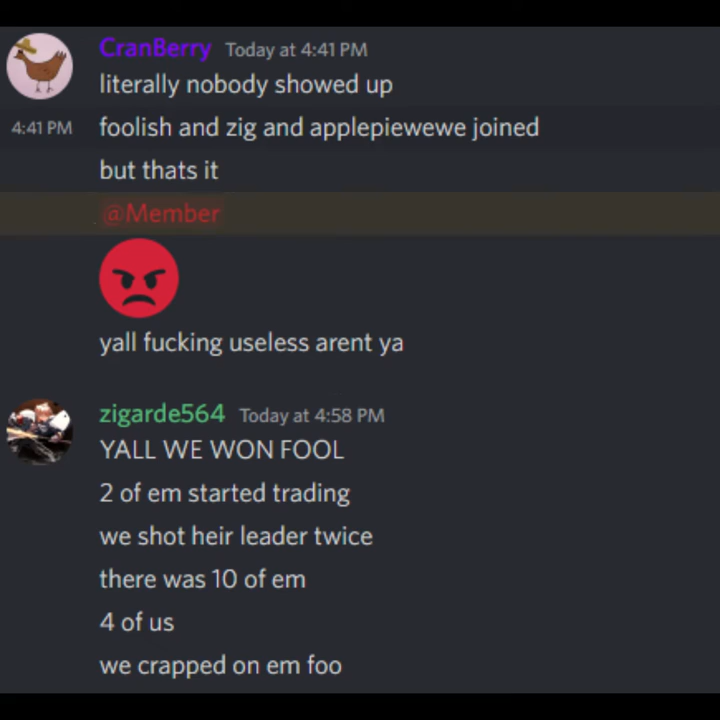 CranBerry Today at 4:41 PM
literally nobody showed up
4:41 PM foolish and zig and applepiewewe joined
but thats it
@Member
yall fucking useless arent ya
zigarde564 Today at 4:58 PM
YALL WE WON FOOL
2 of em started trading
we shot heir leader twice
there was 10 of em
4 of us
we crapped on em foo